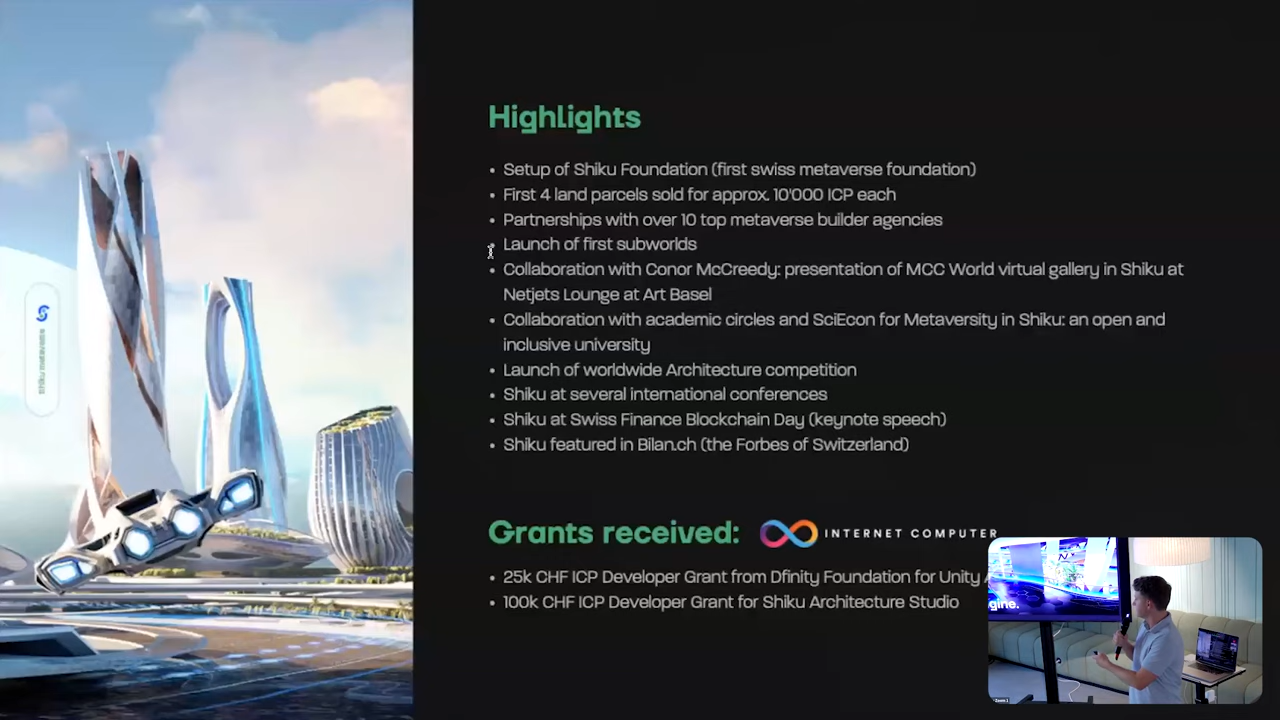 Highlights
• Setup of Shiku Foundation (first swiss metaverse foundation)
• First 4 land parcels sold for approx. 10'000 ICP each
• Partnerships with over 10 top metaverse builder agencies
• Launch of first subworlds
• Collaboration with Conor McCreedy: presentation of MCC World virtual gallery in Shiku at
Netjets Lounge at Art Basel
• Collaboration with academic circles and SciEcon for Metaversity in Shiku: an open and
inclusive university
• Launch of worldwide Architecture competition
• Shiku at several international conferences
• Shiku at Swiss Finance Blockchain Day (keynote speech)
• Shiku featured in Bilan.ch (the Forbes of Switzerland)
Grants received:
INTERNET COMPUTER
• 25k CHF ICP Developer Grant from Dfinity Foundation for Unity
• 100k CHF ICP Developer Grant for Shiku Architecture Studio
gine.